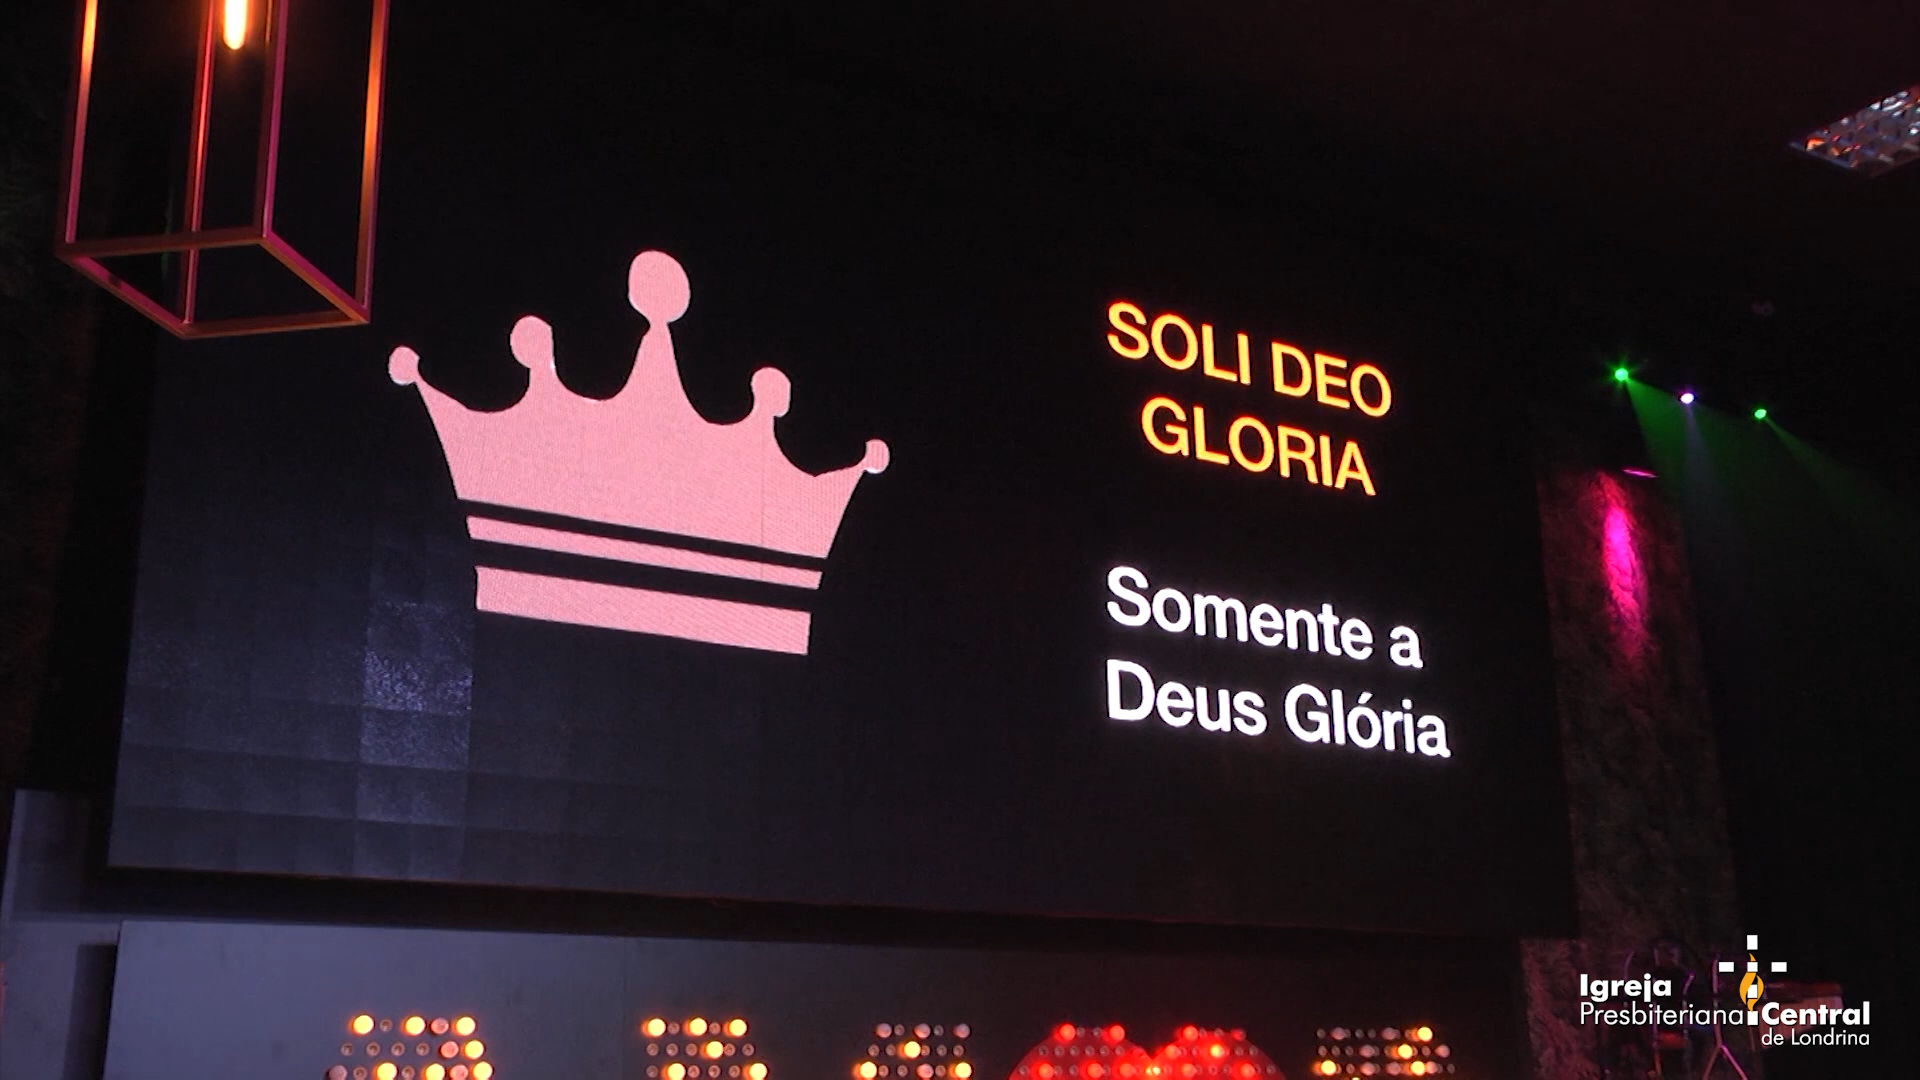 SOLI DEO
GLORIA
Somente a
Deus Glória
Igreja
Presbiteriana Central
de Londrina